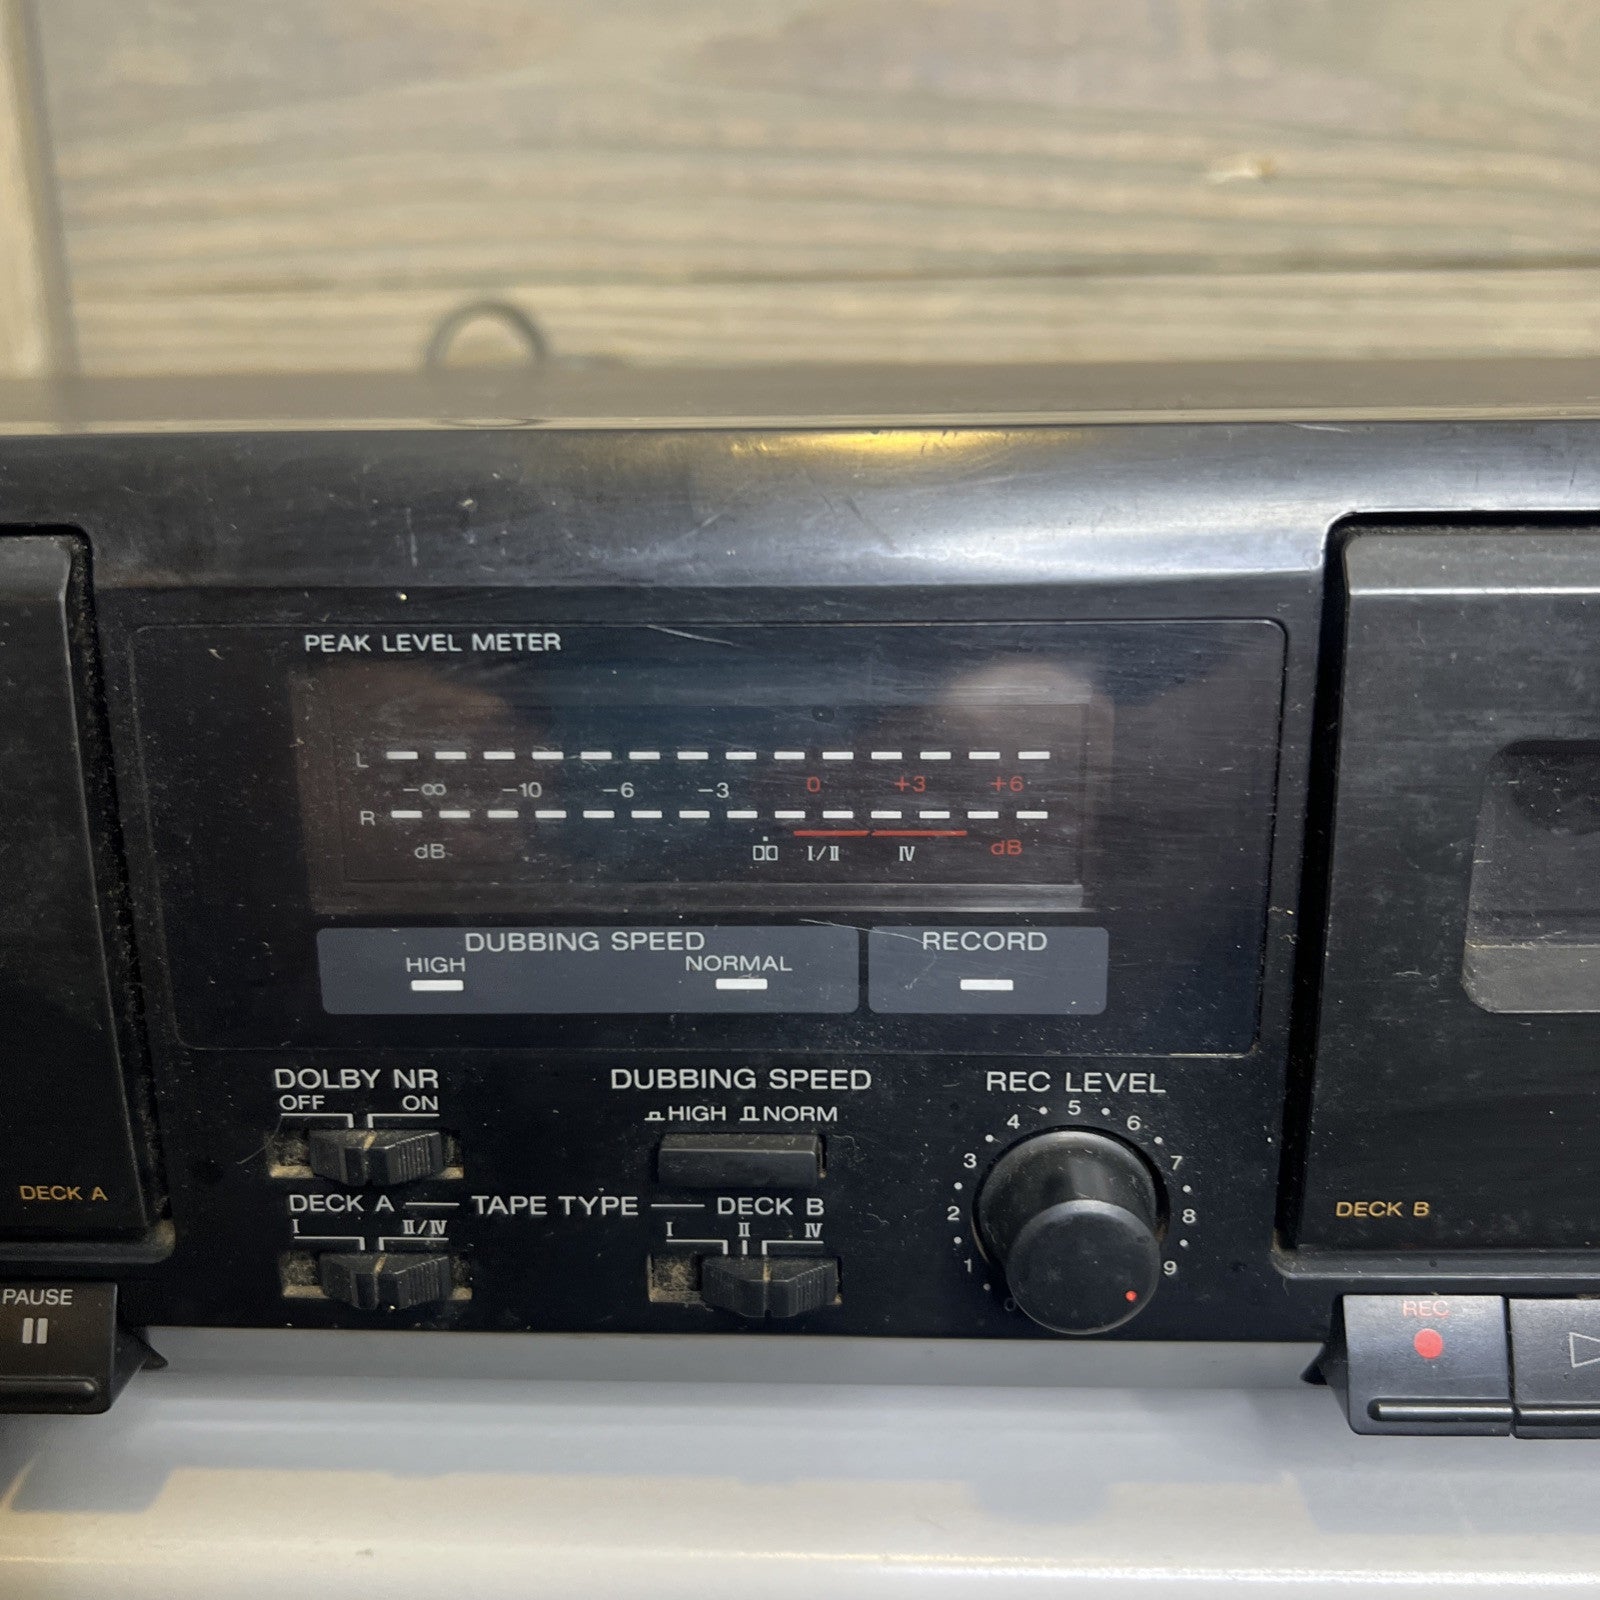 PEAK LEVEL METER
L
−∞ −10 −6 −3 0 +3 +6
R
dB I/II IV dB
DUBBING SPEED
HIGH NORMAL
RECORD
DOLBY NR
OFF ON
DUBBING SPEED
HIGH NORM
REC LEVEL
0 1 2 3 4 5 6 7 8 9
DECK A TAPE TYPE DECK B
I II/IV I II IV
DECK A
PAUSE
DECK B
REC